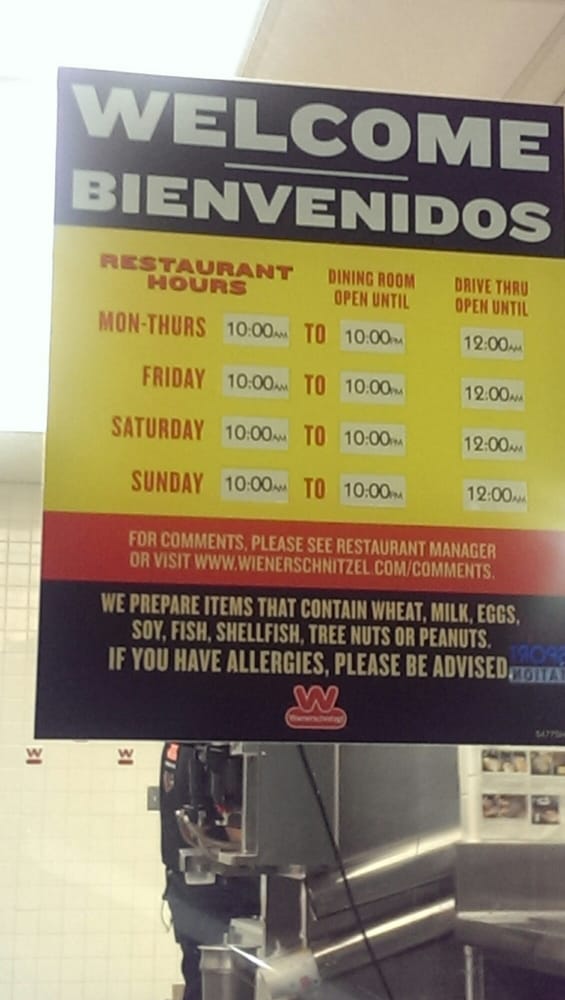 WELCOME
BIENVENIDOS
RESTAURANT HOURS
DINING ROOM OPEN UNTIL
DRIVE THRU OPEN UNTIL
MON-THURS 10:00AM TO 10:00PM 12:00AM
FRIDAY 10:00AM TO 10:00PM 12:00AM
SATURDAY 10:00AM TO 10:00PM 12:00AM
SUNDAY 10:00AM TO 10:00PM 12:00AM
FOR COMMENTS, PLEASE SEE RESTAURANT MANAGER
OR VISIT WWW.WIENERSCHNITZEL.COM/COMMENTS.
WE PREPARE ITEMS THAT CONTAIN WHEAT, MILK, EGGS,
SOY, FISH, SHELLFISH, TREE NUTS OR PEANUTS.
IF YOU HAVE ALLERGIES, PLEASE BE ADVISED.
W
Wienerschnitzel
W W